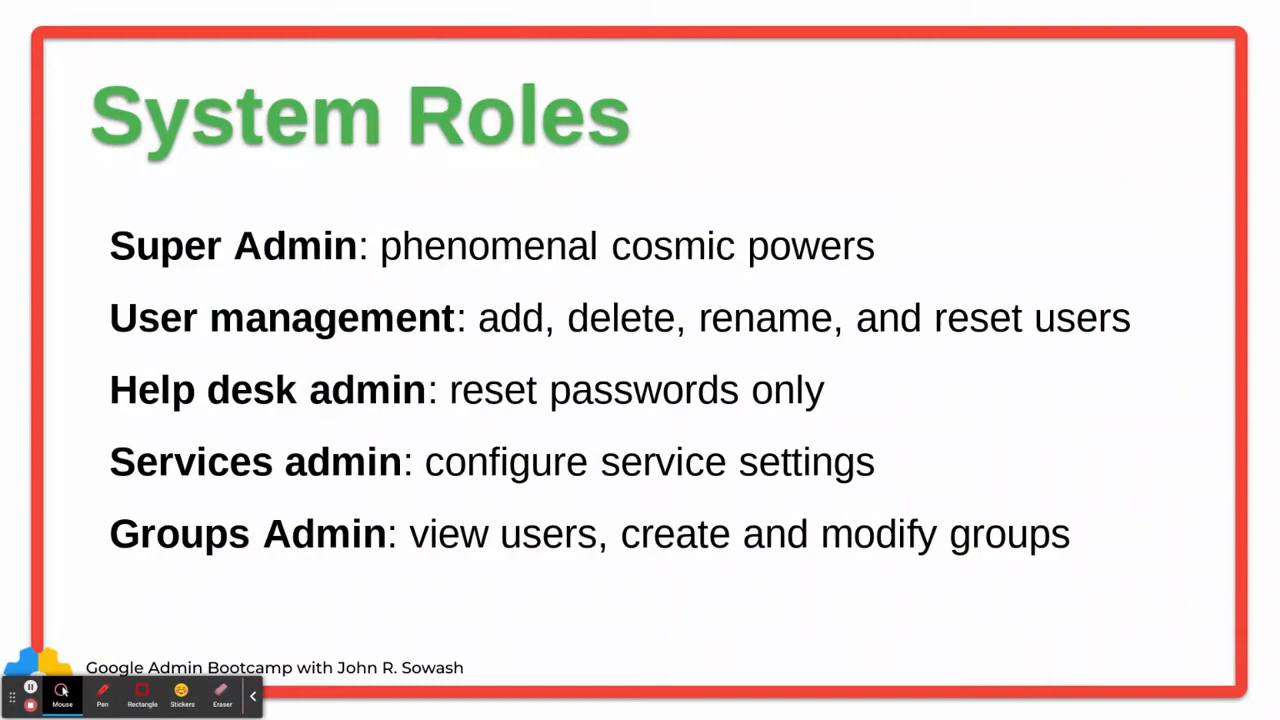 System Roles
Super Admin: phenomenal cosmic powers
User management: add, delete, rename, and reset users
Help desk admin: reset passwords only
Services admin: configure service settings
Groups Admin: view users, create and modify groups
Google Admin Bootcamp with John R. Sowash
Mouse Pen Rectangle Stickers Eraser